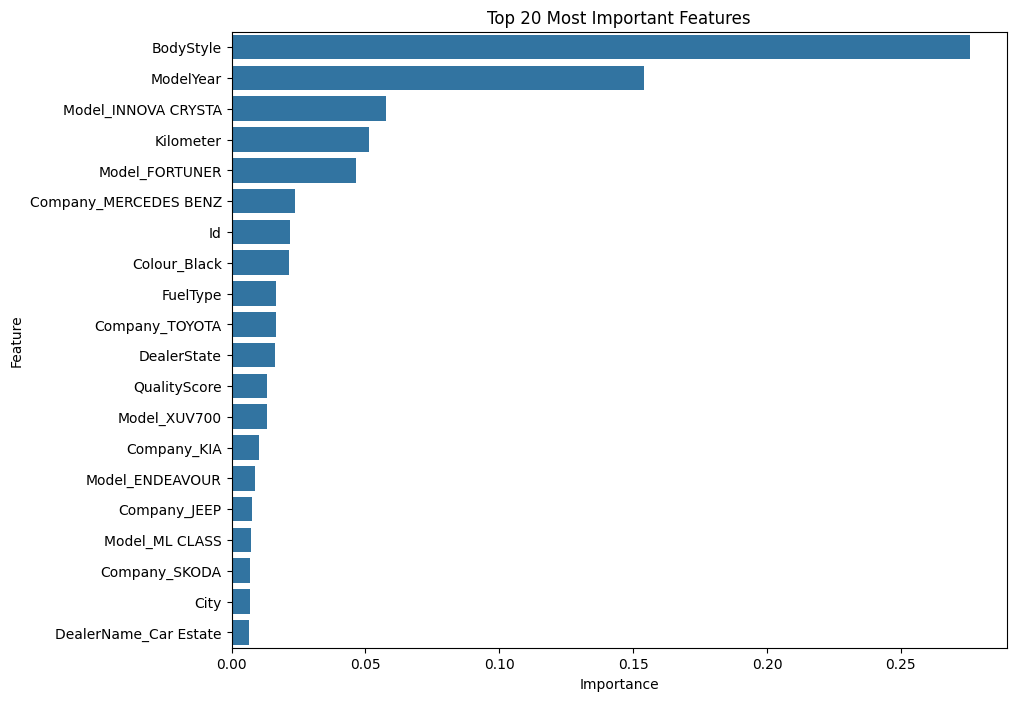 Top 20 Most Important Features
Feature
BodyStyle
ModelYear
Model_INNOVA CRYSTA
Kilometer
Model_FORTUNER
Company_MERCEDES BENZ
Id
Colour_Black
FuelType
Company_TOYOTA
DealerState
QualityScore
Model_XUV700
Company_KIA
Model_ENDEAVOUR
Company_JEEP
Model_ML CLASS
Company_SKODA
City
DealerName_Car Estate
0.00 0.05 0.10 0.15 0.20 0.25
Importance